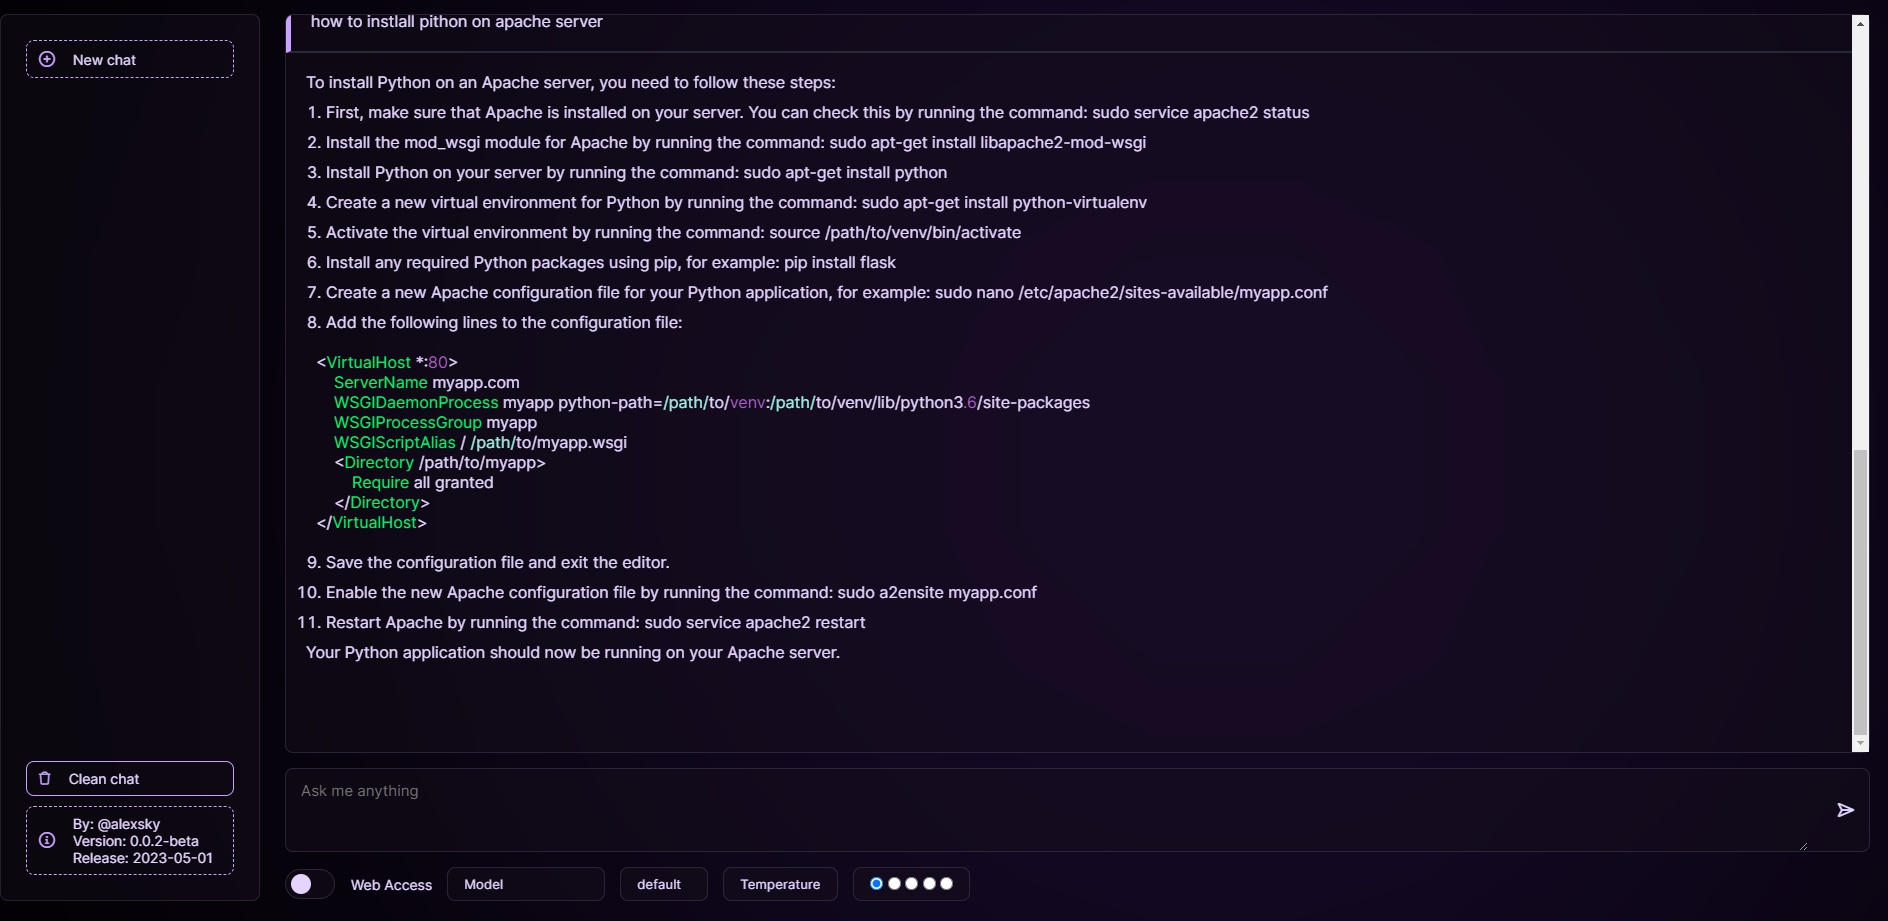 New chat
how to instlall pithon on apache server
To install Python on an Apache server, you need to follow these steps:
1. First, make sure that Apache is installed on your server. You can check this by running the command: sudo service apache2 status
2. Install the mod_wsgi module for Apache by running the command: sudo apt-get install libapache2-mod-wsgi
3. Install Python on your server by running the command: sudo apt-get install python
4. Create a new virtual environment for Python by running the command: sudo apt-get install python-virtualenv
5. Activate the virtual environment by running the command: source /path/to/venv/bin/activate
6. Install any required Python packages using pip, for example: pip install flask
7. Create a new Apache configuration file for your Python application, for example: sudo nano /etc/apache2/sites-available/myapp.conf
8. Add the following lines to the configuration file:
<VirtualHost *:80>
ServerName myapp.com
WSGIDaemonProcess myapp python-path=/path/to/venv:/path/to/venv/lib/python3.6/site-packages
WSGIProcessGroup myapp
WSGIScriptAlias / /path/to/myapp.wsgi
<Directory /path/to/myapp>
Require all granted
</Directory>
</VirtualHost>
9. Save the configuration file and exit the editor.
10. Enable the new Apache configuration file by running the command: sudo a2ensite myapp.conf
11. Restart Apache by running the command: sudo service apache2 restart
Your Python application should now be running on your Apache server.
Clean chat
By: @alexsky
Version: 0.0.2-beta
Release: 2023-05-01
Ask me anything
Web Access
Model
default
Temperature